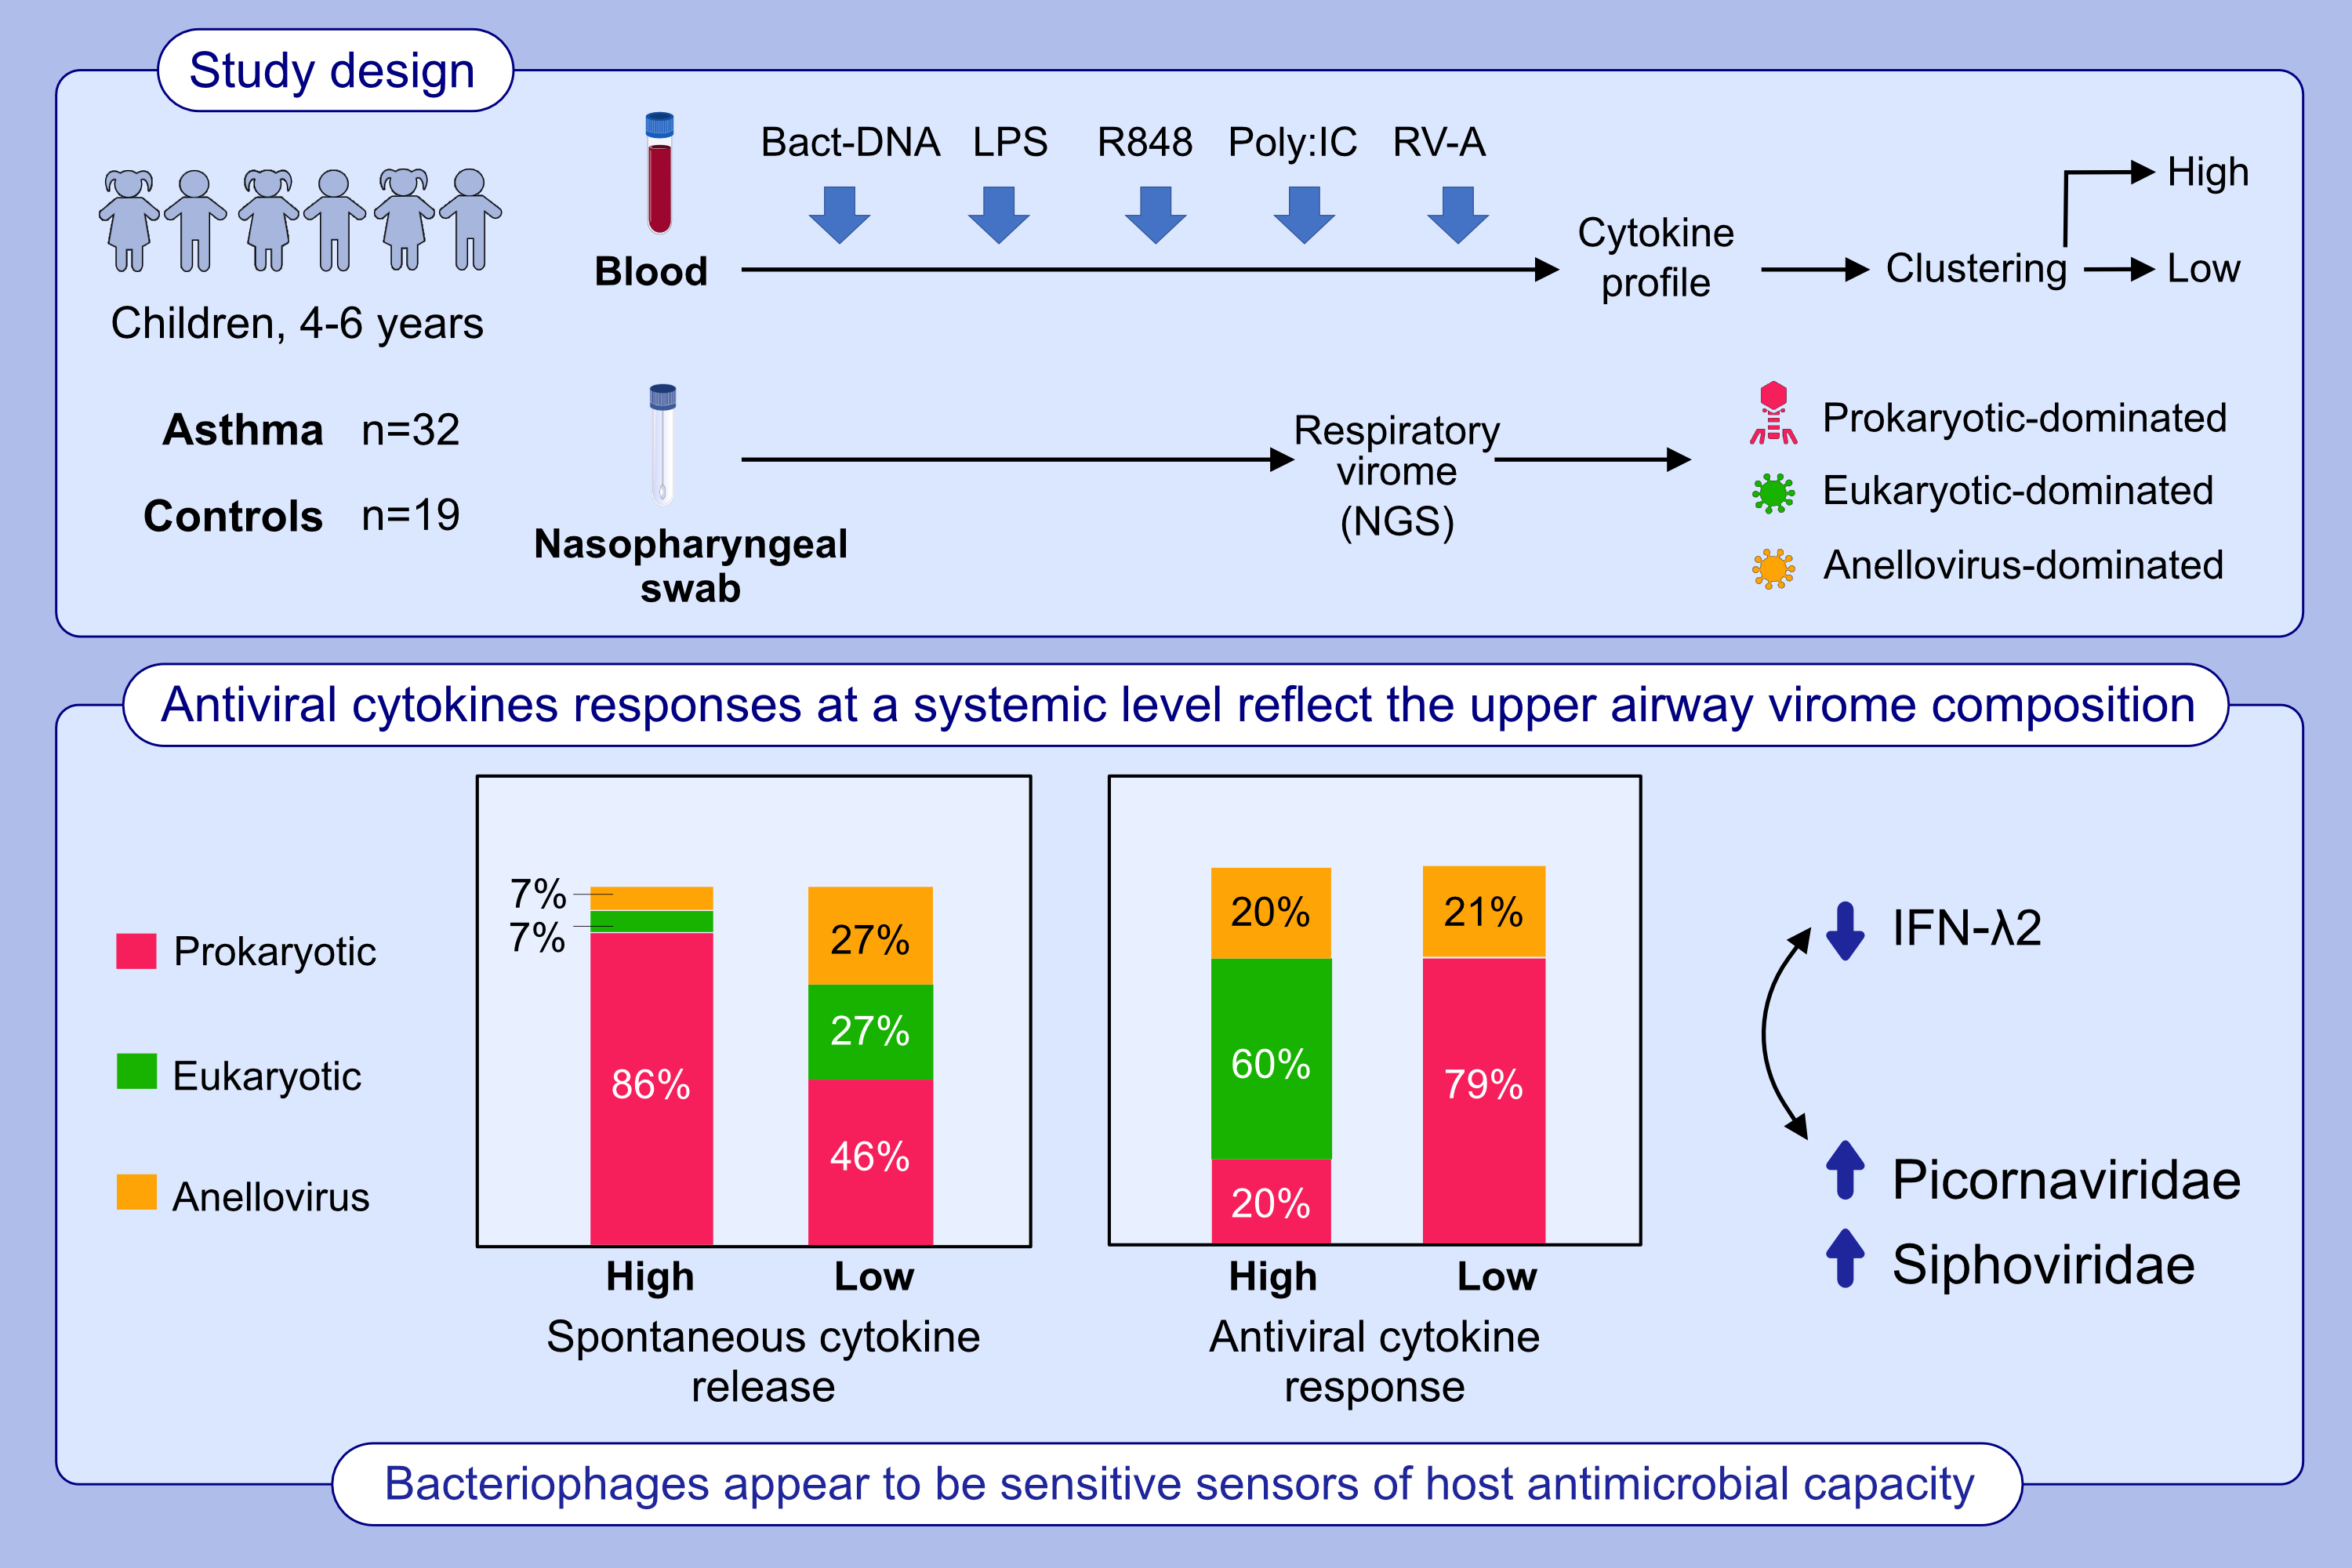 Study design
Children, 4-6 years
Asthma n=32
Controls n=19
Blood
Bact-DNA LPS R848 Poly:IC RV-A
Cytokine
profile
Clustering
High
Low
Nasopharyngeal
swab
Respiratory
virome
(NGS)
Prokaryotic-dominated
Eukaryotic-dominated
Anellovirus-dominated
Antiviral cytokines responses at a systemic level reflect the upper airway virome composition
Prokaryotic
Eukaryotic
Anellovirus
7%
7%
86%
27%
27%
46%
High Low
Spontaneous cytokine
release
20%
60%
20%
21%
79%
High Low
Antiviral cytokine
response
IFN-λ2
Picornaviridae
Siphoviridae
Bacteriophages appear to be sensitive sensors of host antimicrobial capacity